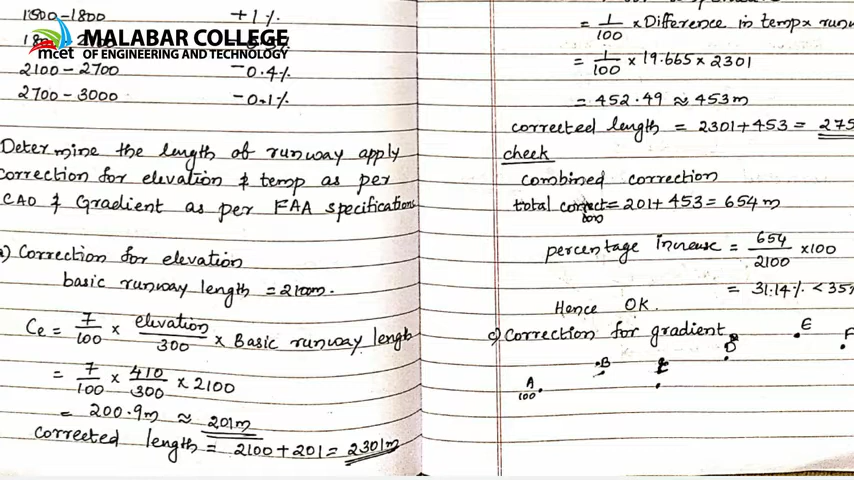 1500-1800 +1%
MALABAR COLLEGE
OF ENGINEERING AND TECHNOLOGY
mcet
2100-2700 -0.4%
2700-3000 -0.1%
Determine the length of runway apply
correction for elevation & temp as per
CAO & Gradient as per FAA specifications
a) Correction for elevation
basic runway length = 2100m.
Ce = 7/100 × elevation/300 × Basic runway length
= 7/100 × 410/300 × 2100
= 200.9m ≈ 201m
corrected length = 2100+201 = 2301m
= 1/100 × Difference in temp × runw
= 1/100 × 19.665 × 2301
= 452.49 ≈ 453m
corrected length = 2301+453 = 275
check
combined correction
total correction = 201+453 = 654m
percentage increase = 654/2100 ×100
= 31.14% < 35%
Hence OK.
c) Correction for gradient
A
100
B
D
E
F